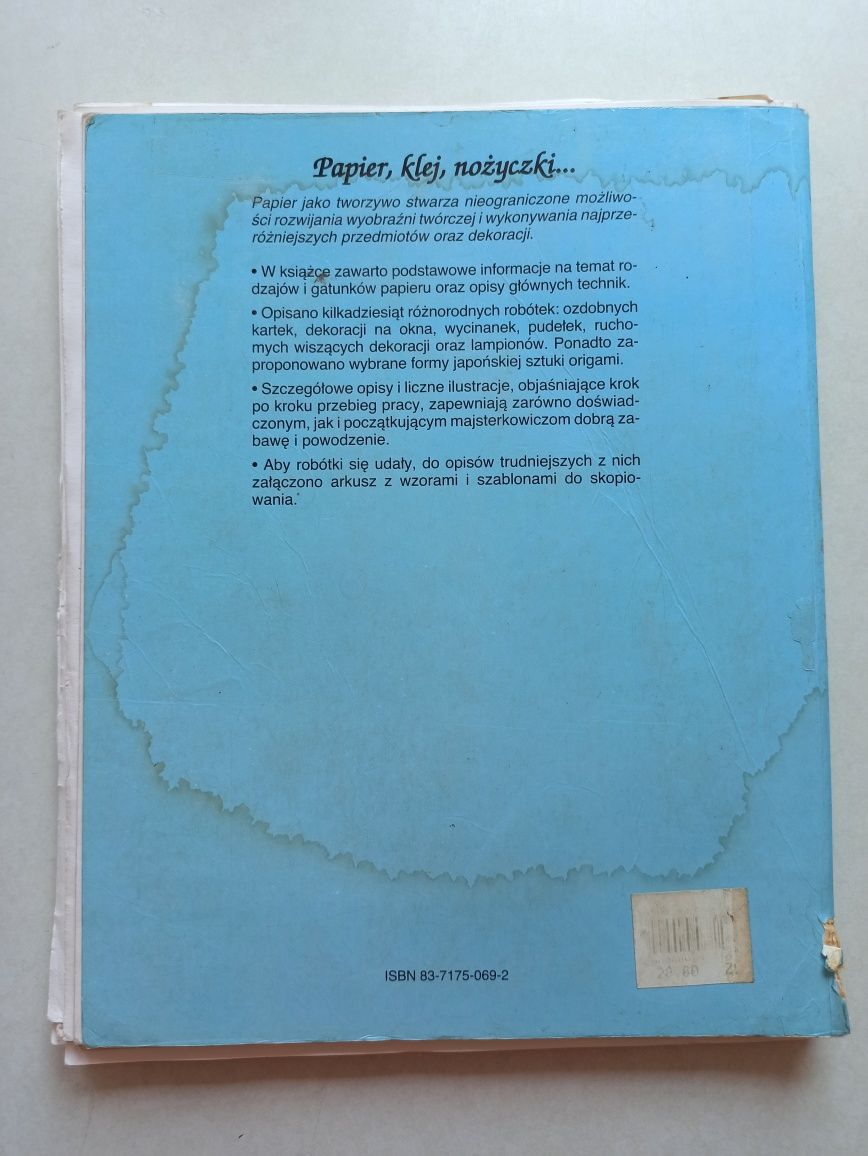 Papier, klej, nożyczki...
Papier jako tworzywo stwarza nieograniczone możliwo-
ści rozwijania wyobraźni twórczej i wykonywania najprze-
różniejszych przedmiotów oraz dekoracji.
• W książce zawarto podstawowe informacje na temat ro-
dzajów i gatunków papieru oraz opisy głównych technik.
• Opisano kilkadziesiąt różnorodnych robótek: ozdobnych
kartek, dekoracji na okna, wycinanek, pudełek, rucho-
mych wiszących dekoracji oraz lampionów. Ponadto za-
proponowano wybrane formy japońskiej sztuki origami.
• Szczegółowe opisy i liczne ilustracje, objaśniające krok
po kroku przebieg pracy, zapewniają zarówno doświad-
czonym, jak i początkującym majsterkowiczom dobrą za-
bawę i powodzenie.
• Aby robótki się udały, do opisów trudniejszych z nich
załączono arkusz z wzorami i szablonami do skopio-
wania.
ISBN 83-7175-069-2